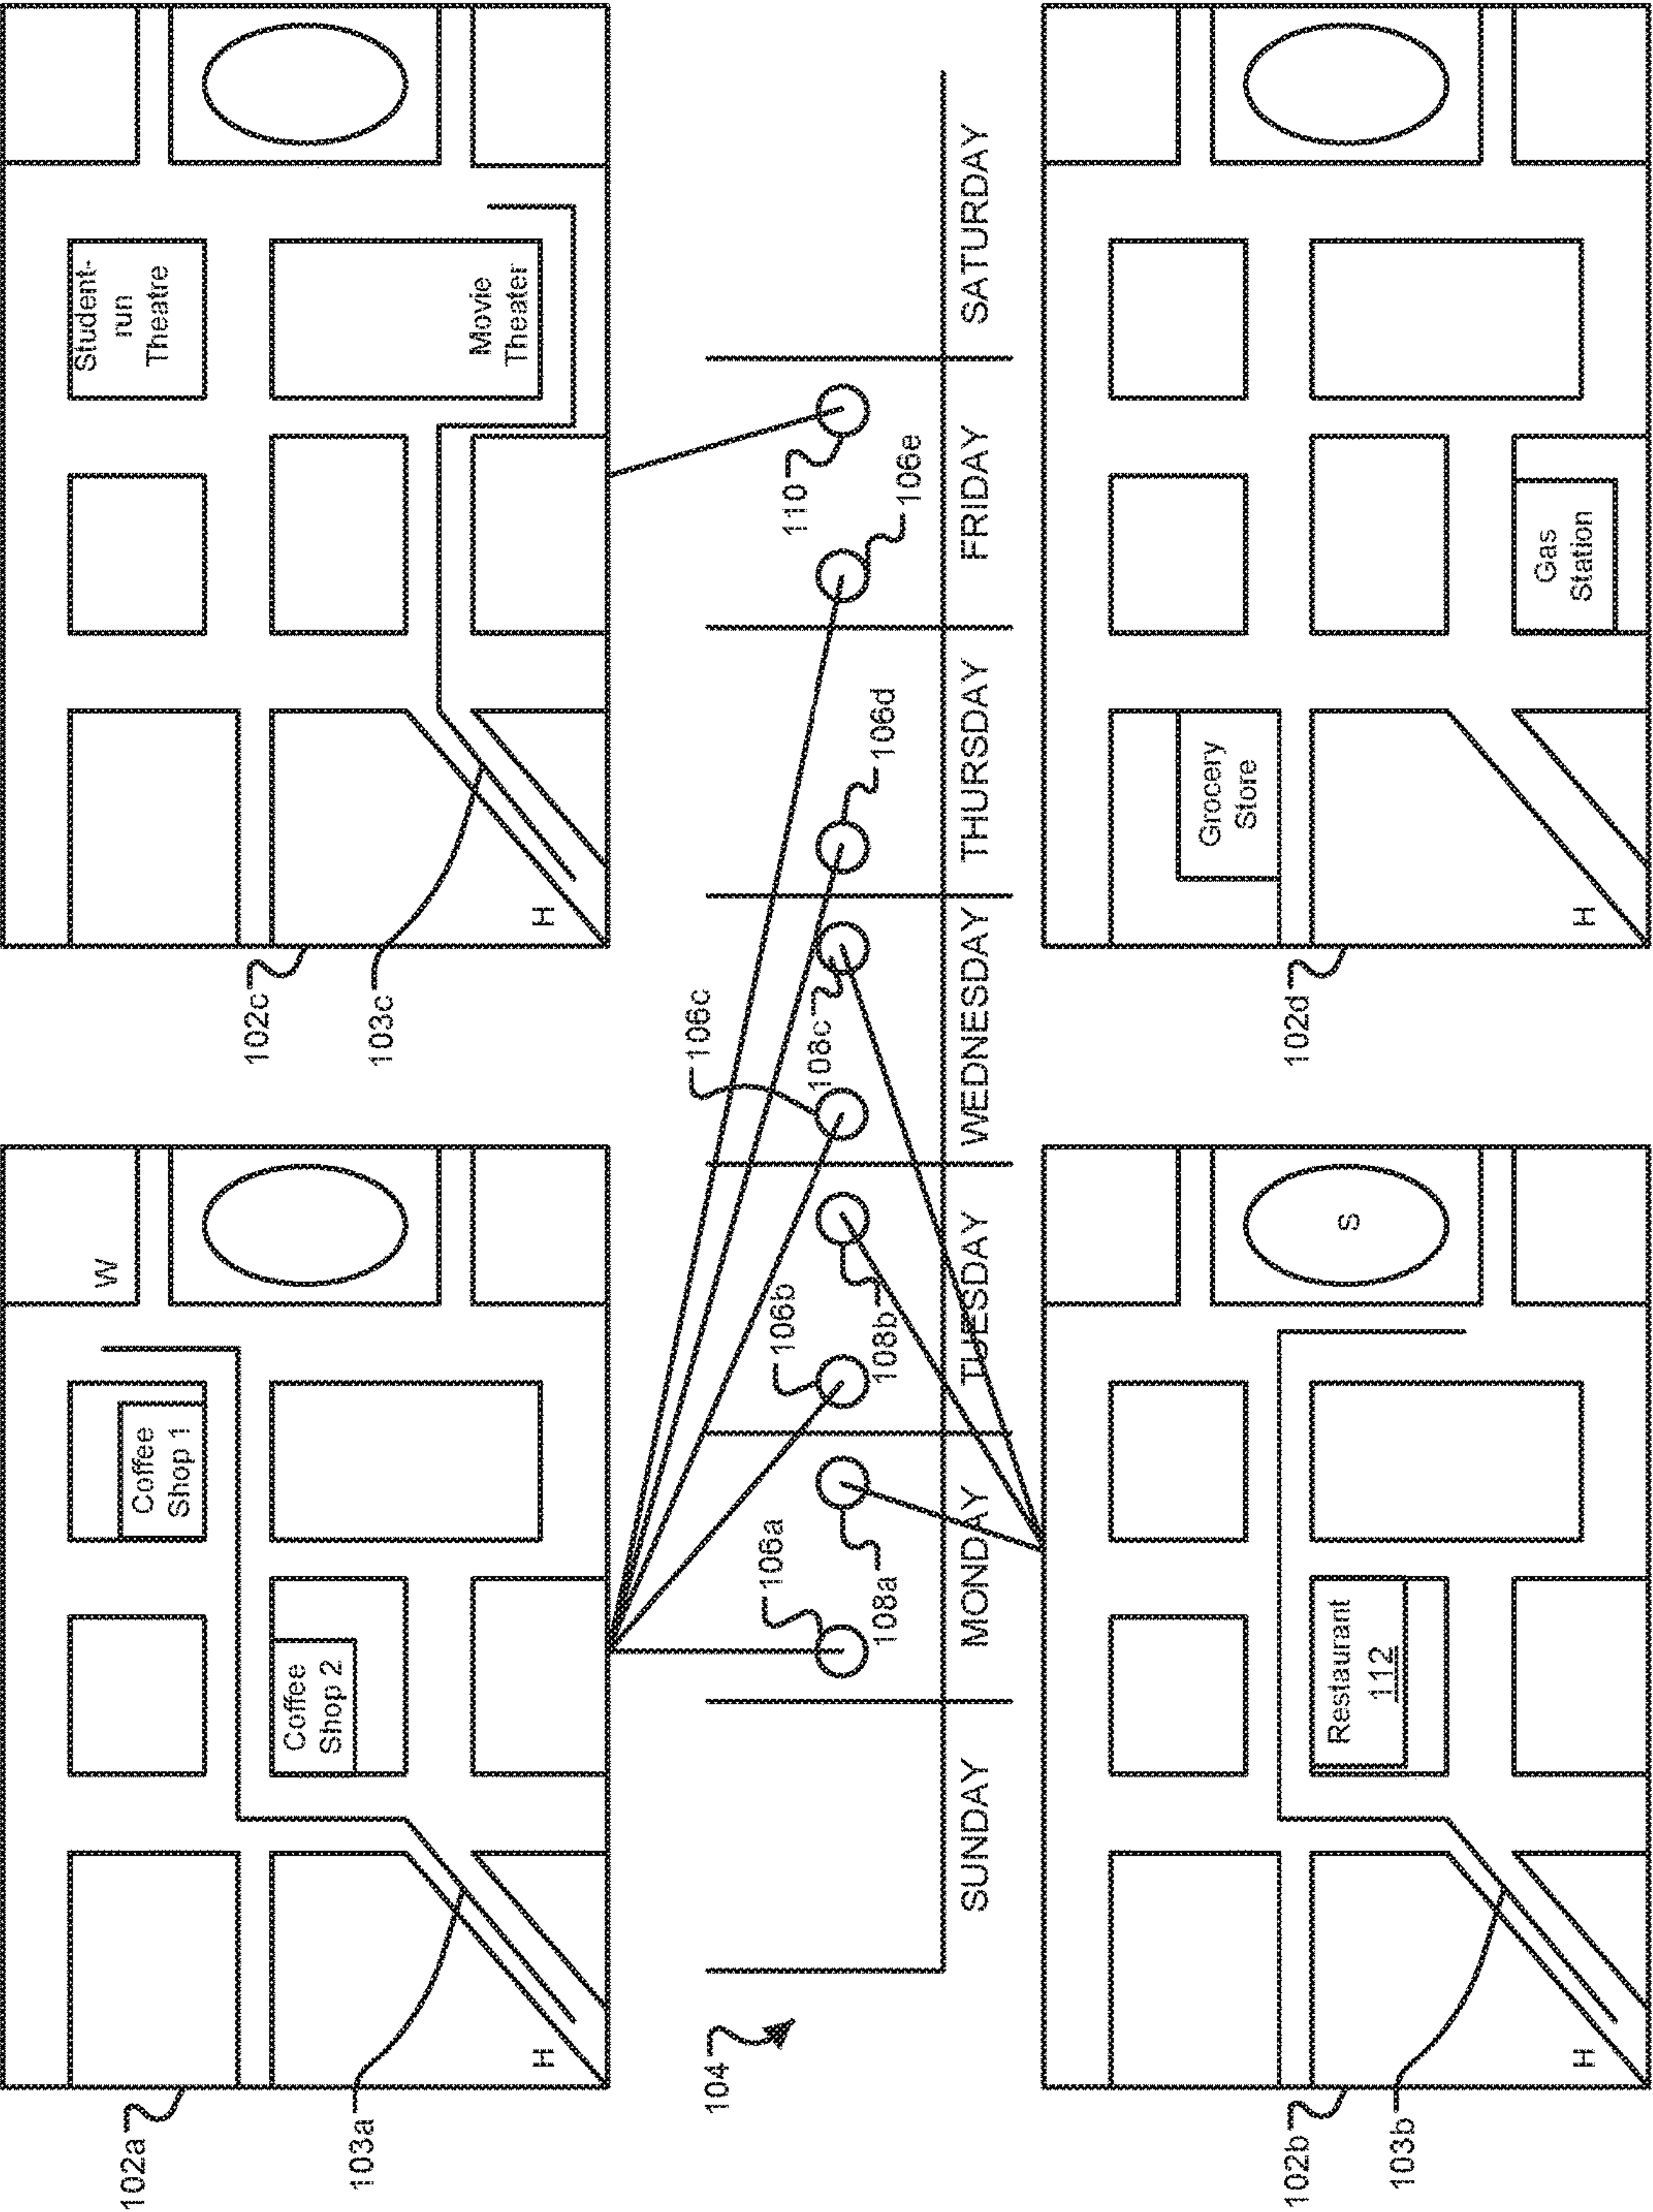 102a
103a
H
Coffee
Shop 2
Coffee
Shop 1
W
102c
103c
H
Student-
run
Theatre
Movie
Theater
104
106a
108a
106b
108b
106c
108c
106d
106e
110
SUNDAY
MONDAY
TUESDAY
WEDNESDAY
THURSDAY
FRIDAY
SATURDAY
102b
103b
H
Restaurant
112
S
102d
H
Grocery
Store
Gas
Station